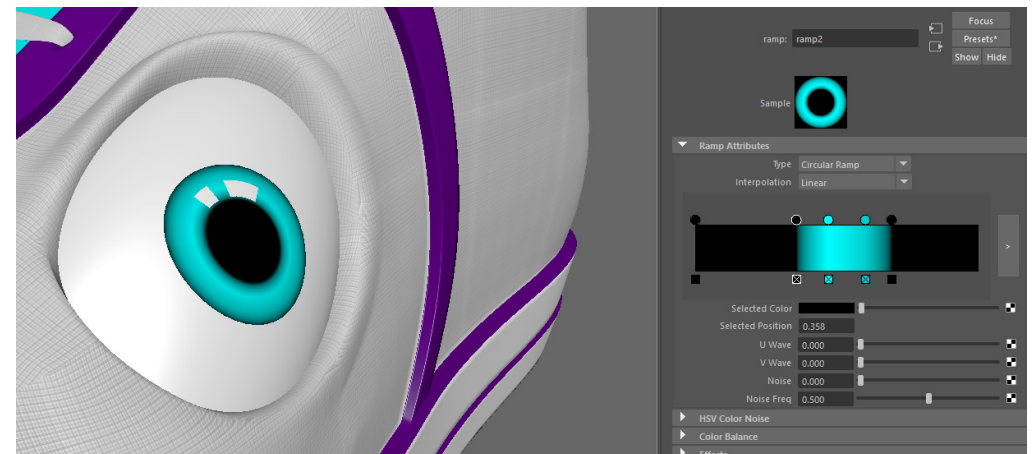 Focus
ramp: ramp2
Presets*
Show Hide
Sample
Ramp Attributes
Type Circular Ramp
Interpolation Linear
>
Selected Color
Selected Position 0.358
U Wave 0.000
V Wave 0.000
Noise 0.000
Noise Freq 0.500
HSV Color Noise
Color Balance
Effects